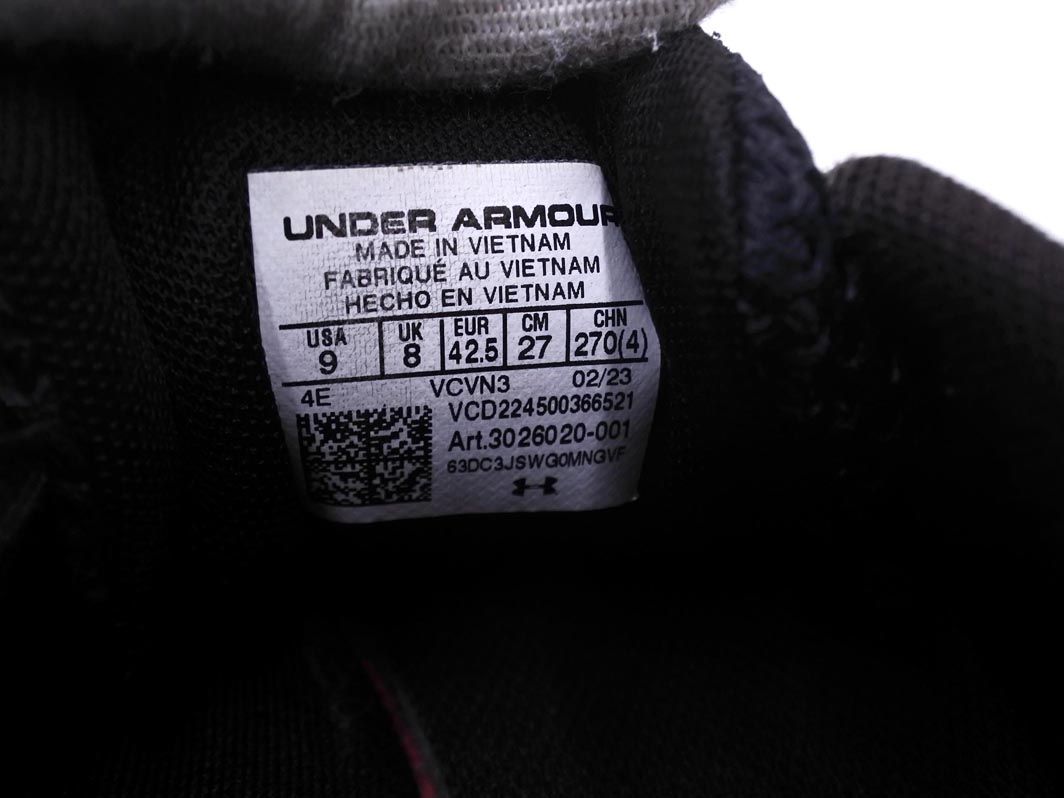 UNDER ARMOUR
MADE IN VIETNAM
FABRIQUÉ AU VIETNAM
HECHO EN VIETNAM
USA UK EUR CM CHN
9 8 42.5 27 270(4)
4E VCVN3 02/23
VCD224500366521
Art.3026020-001
63DC3JSWG0MNGVF